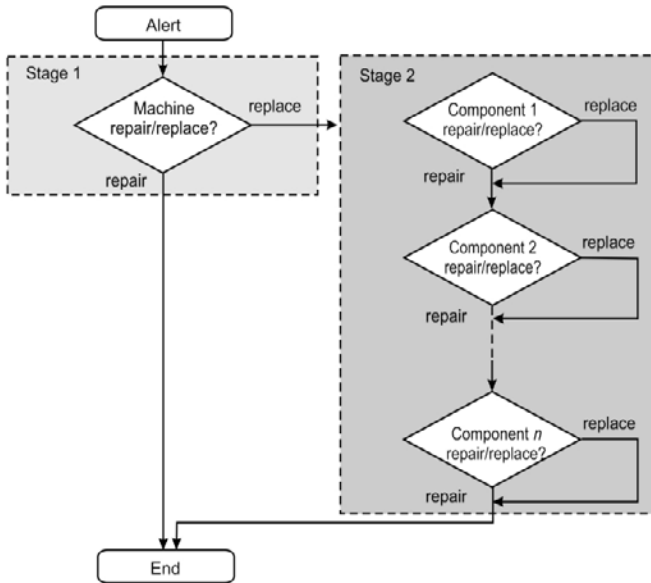 Alert
Stage 1
Machine
repair/replace?
replace
repair
Stage 2
Component 1
repair/replace?
replace
repair
Component 2
repair/replace?
replace
repair
Component n
repair/replace?
replace
repair
End